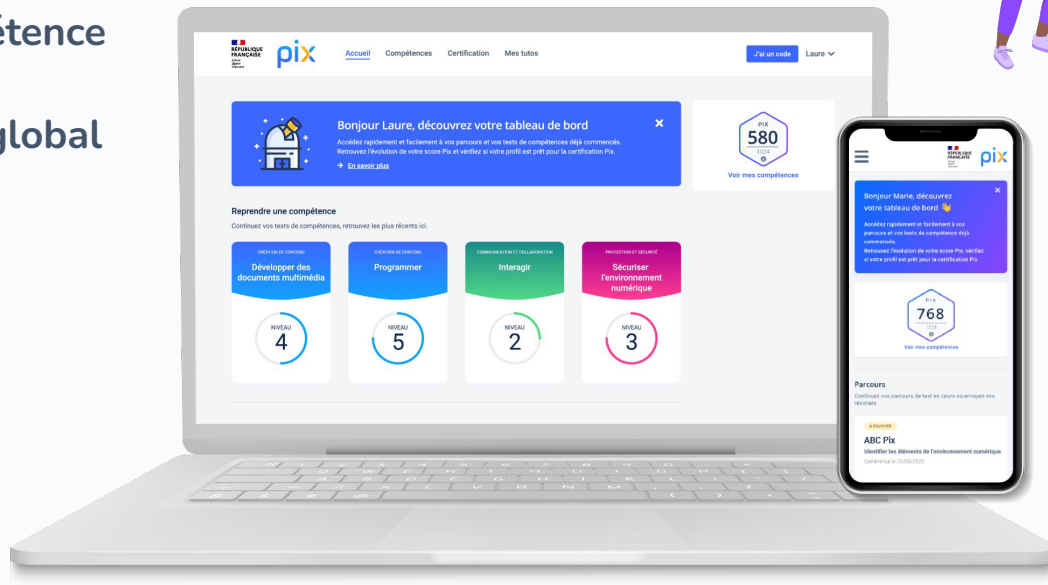 étence
global
RÉPUBLIQUE
FRANÇAISE
pix
Accueil
Compétences
Certification
Mes tutos
J'ai un code
Laure
Bonjour Laure, découvrez votre tableau de bord
Accédez rapidement et facilement à vos parcours et vos tests de compétences déjà commencés.
Retrouvez l'évolution de votre score Pix et vérifiez si votre profil est prêt pour la certification Pix.
→ En savoir plus
PIX
580
1024
Voir mes compétences
Reprendre une compétence
Continuez vos tests de compétences, retrouvez les plus récents ici.
CRÉATION DE CONTENU
Développer des
documents multimédia
NIVEAU
4
CRÉATION DE CONTENU
Programmer
NIVEAU
5
COMMUNICATION ET COLLABORATION
Interagir
NIVEAU
2
PROTECTION ET SÉCURITÉ
Sécuriser
l'environnement
numérique
NIVEAU
3
RÉPUBLIQUE
FRANÇAISE
pix
Bonjour Marie, découvrez
votre tableau de bord 👋
Accédez rapidement et facilement à vos
parcours et vos tests de compétence déjà
commencés.
Retrouvez l'évolution de votre score Pix, vérifiez
si votre profil est prêt pour la certification Pix
PIX
768
1024
Voir mes compétences
Parcours
Continuez vos parcours de test en cours ou envoyez vos
résultats.
À ENVOYER
ABC Pix
Identifier les éléments de l'environnement numérique
Commencé le 20/03/2020